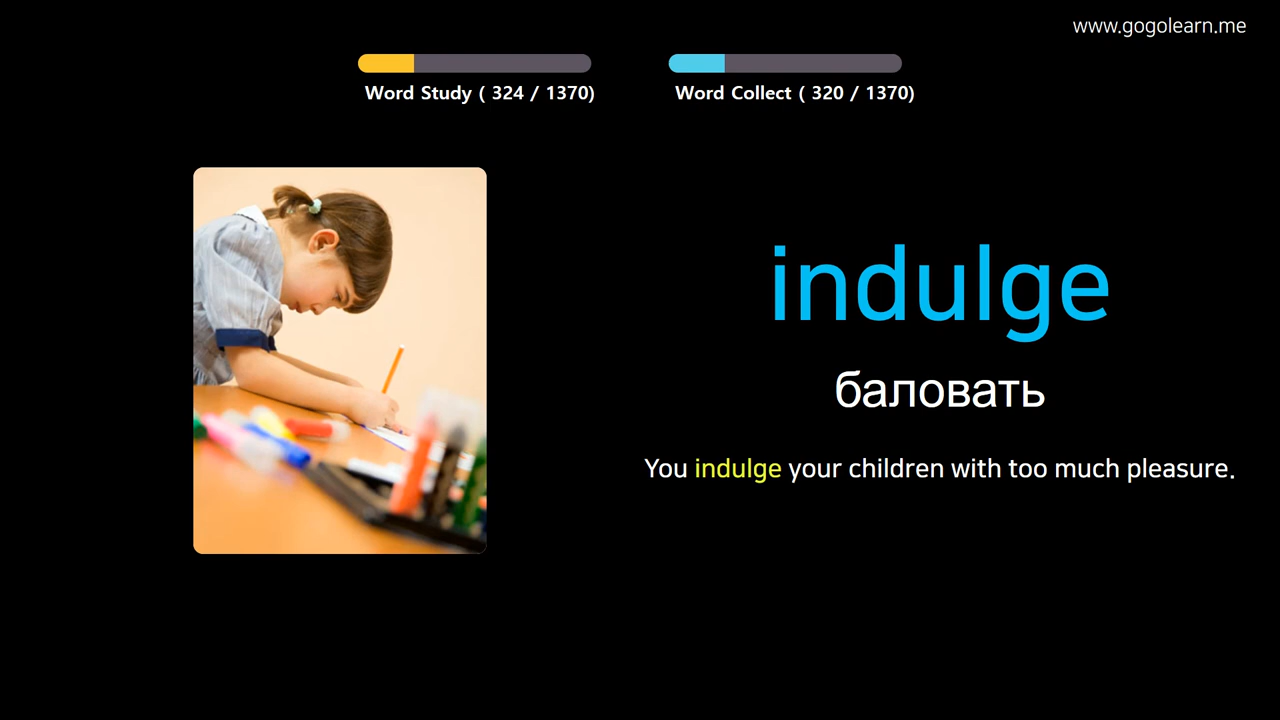 www.gogolearn.me
Word Study ( 324 / 1370)
Word Collect ( 320 / 1370)
indulge
баловать
You indulge your children with too much pleasure.